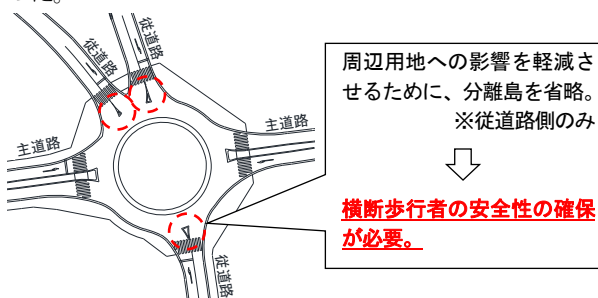 従道路
従道路
主道路
主道路
従道路
周辺用地への影響を軽減さ
せるために、分離島を省略。
※従道路側のみ
横断歩行者の安全性の確保
が必要。